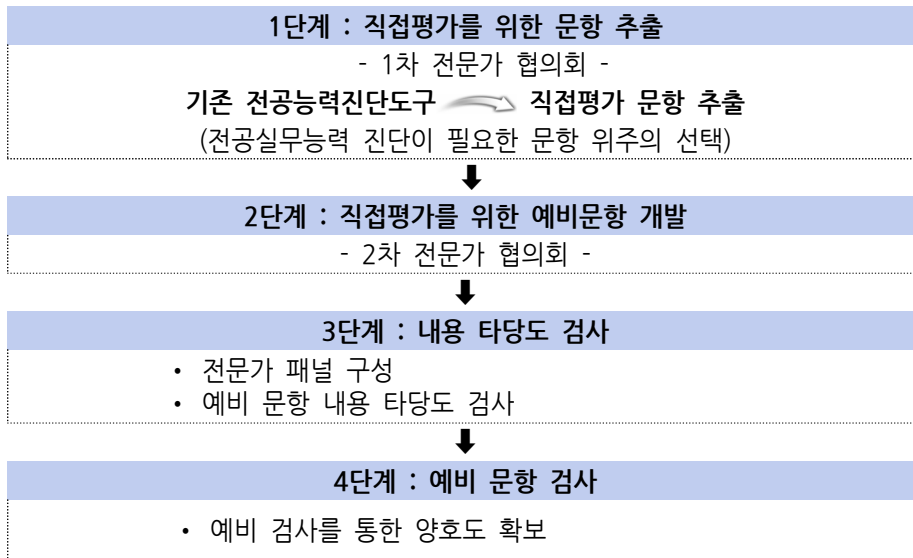 1단계 : 직접평가를 위한 문항 추출
- 1차 전문가 협의회 -
기존 전공능력진단도구 직접평가 문항 추출
(전공실무능력 진단이 필요한 문항 위주의 선택)
2단계 : 직접평가를 위한 예비문항 개발
- 2차 전문가 협의회 -
3단계 : 내용 타당도 검사
• 전문가 패널 구성
• 예비 문항 내용 타당도 검사
4단계 : 예비 문항 검사
• 예비 검사를 통한 양호도 확보